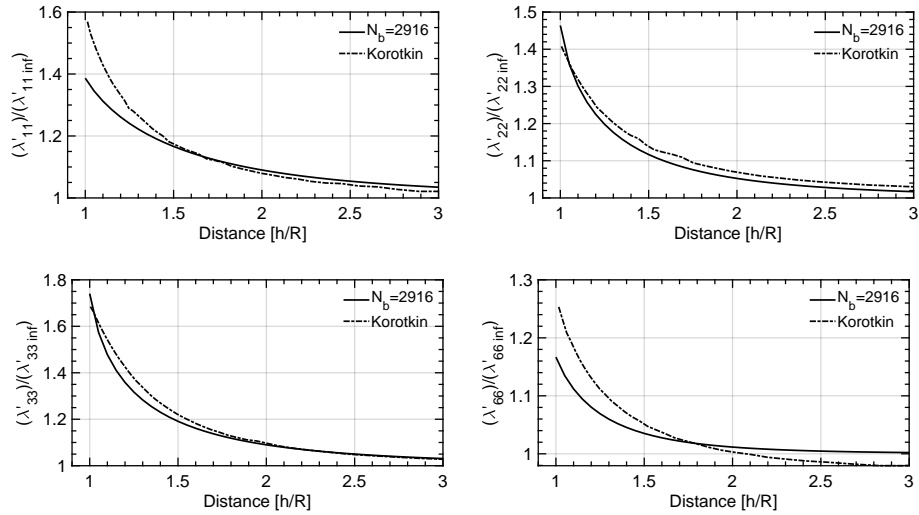 1.6
1.4
1.2
1
1 1.5 2 2.5 3
Distance [h/R]
(λ'11)/(λ'11 inf)
N_b=2916
Korotkin
1.5
1.4
1.3
1.2
1.1
1
1 1.5 2 2.5 3
Distance [h/R]
(λ'22)/(λ'22 inf)
N_b=2916
Korotkin
1.8
1.6
1.4
1.2
1
1 1.5 2 2.5 3
Distance [h/R]
(λ'33)/(λ'33 inf)
N_b=2916
Korotkin
1.3
1.2
1.1
1
1 1.5 2 2.5 3
Distance [h/R]
(λ'66)/(λ'66 inf)
N_b=2916
Korotkin